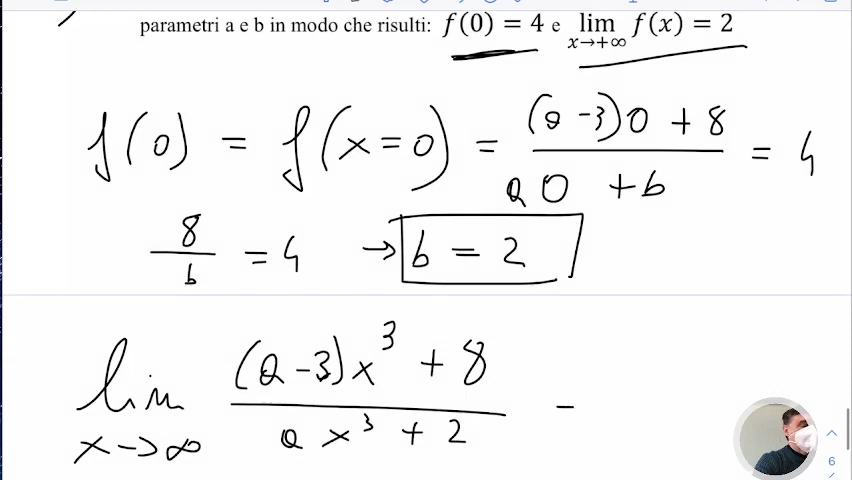 parametri a e b in modo che risulti: f(0) = 4 e lim x→+∞ f(x) = 2
f(0) = f(x=0) = ((a-3)0 + 8)/(a0 + b) = 4
8/b = 4 → b = 2
lim x→∞ ((a-3)x³ + 8)/(ax³ + 2) =
6